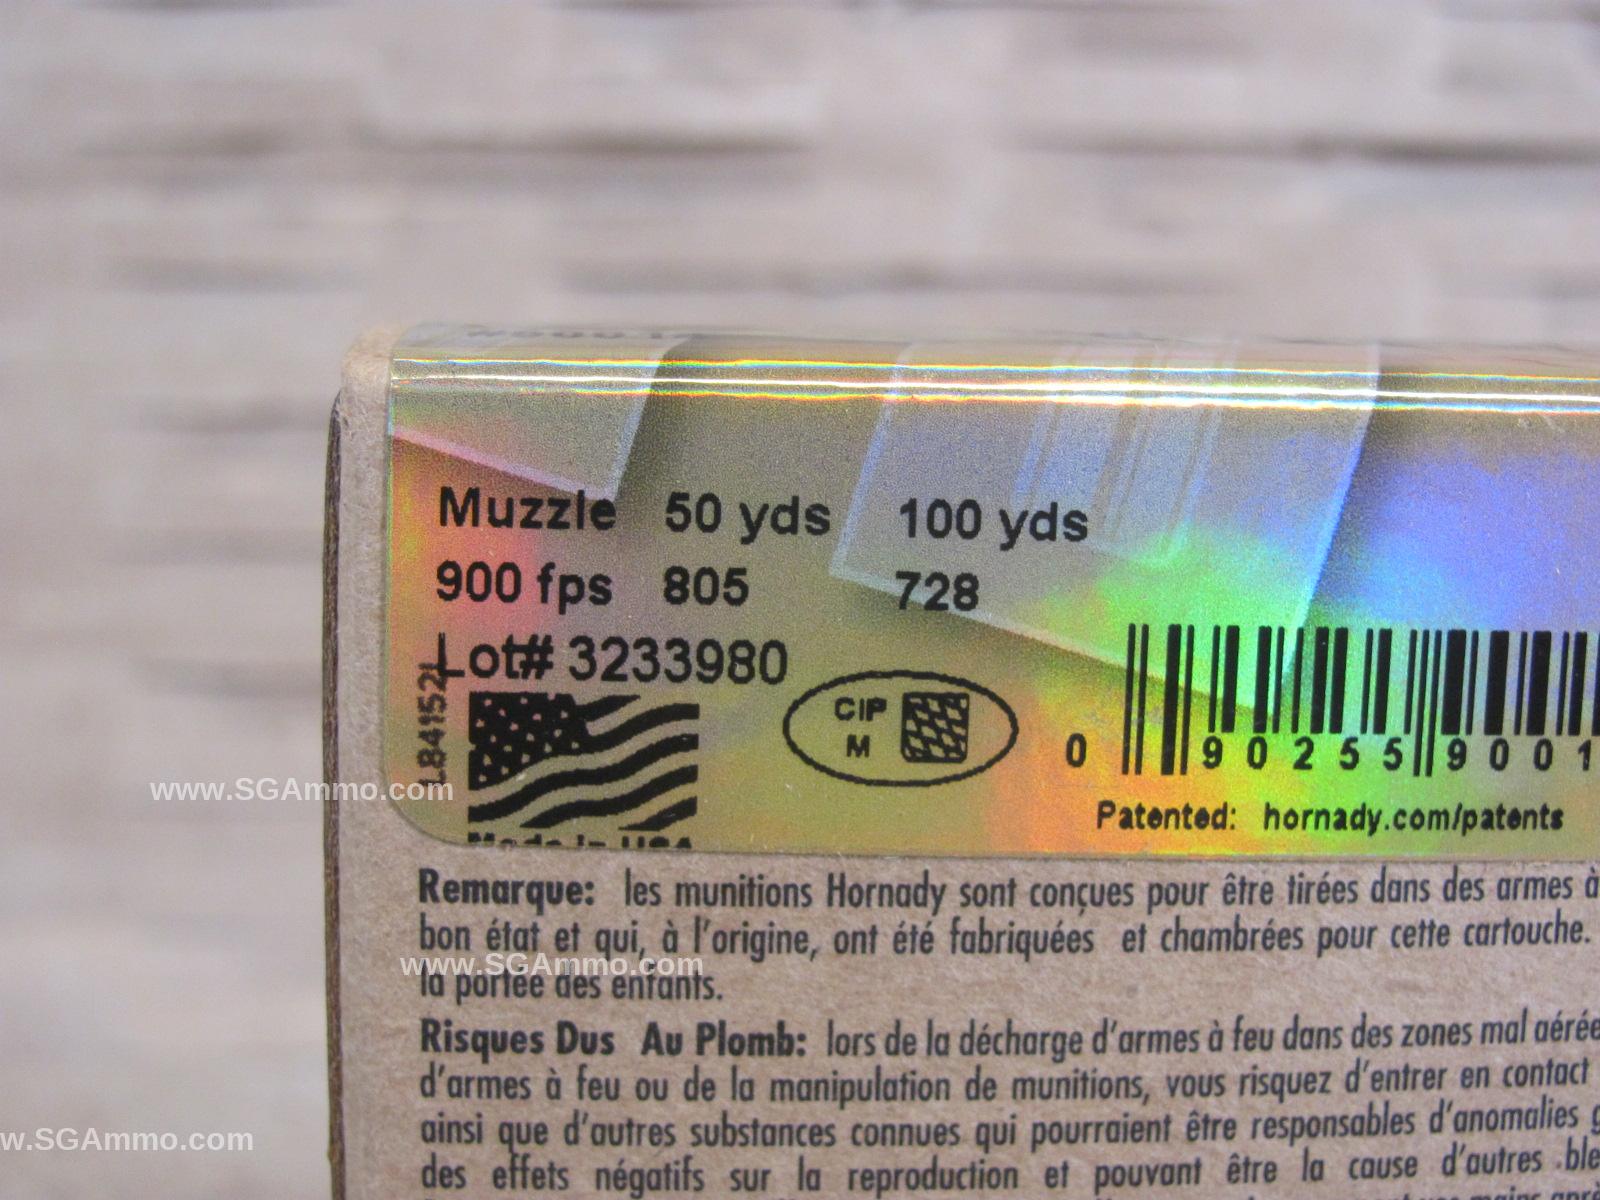 Muzzle 50 yds 100 yds
900 fps 805 728
Lot# 3233980
L84152L
CIP
M
0 90255 9001
Made in USA
Patented: hornady.com/patents
www.SGAmmo.com
Remarque: les munitions Hornady sont conçues pour être tirées dans des armes à
bon état et qui, à l'origine, ont été fabriquées et chambrées pour cette cartouche.
www.SGAmmo.com
la portée des enfants.
Risques Dus Au Plomb: lors de la décharge d'armes à feu dans des zones mal aérée
d'armes à feu ou de la manipulation de munitions, vous risquez d'entrer en contact
ainsi que d'autres substances connues qui pourraient être responsables d'anomalies g
w.SGAmmo.com
des effets négatifs sur la reproduction et pouvant être la cause d'autres ble